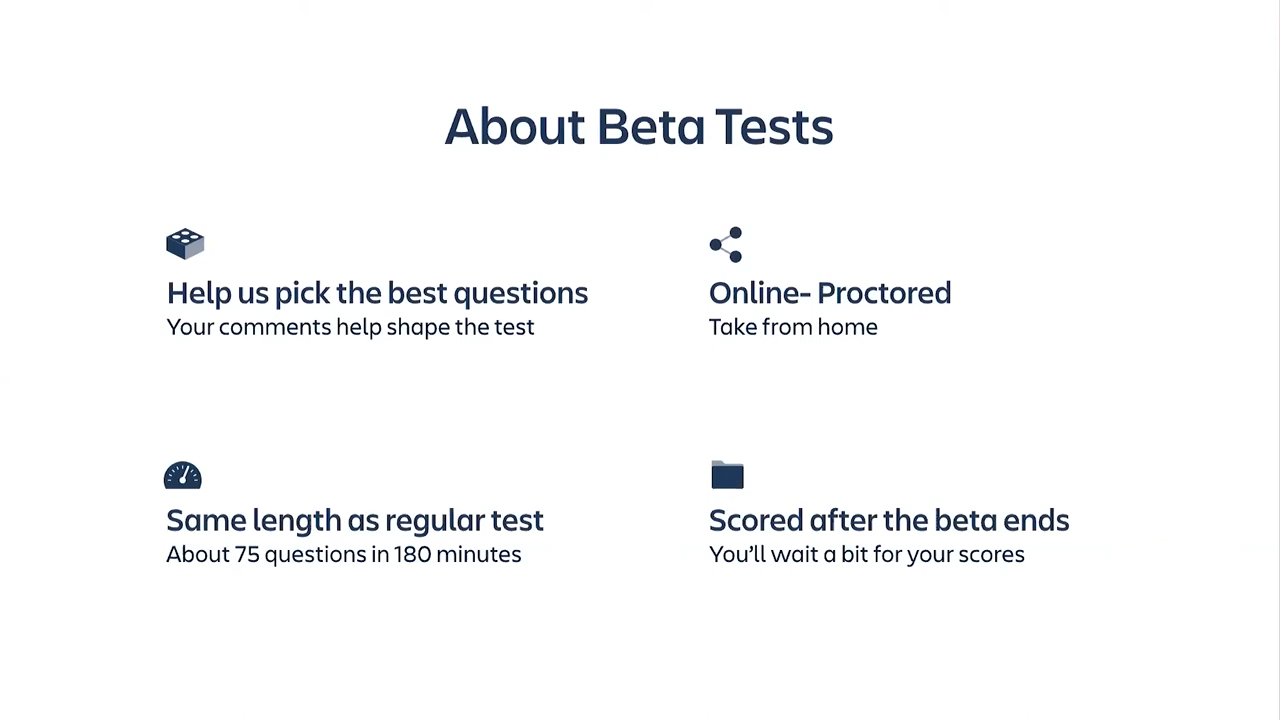 About Beta Tests
Help us pick the best questions
Your comments help shape the test
Online- Proctored
Take from home
Same length as regular test
About 75 questions in 180 minutes
Scored after the beta ends
You’ll wait a bit for your scores